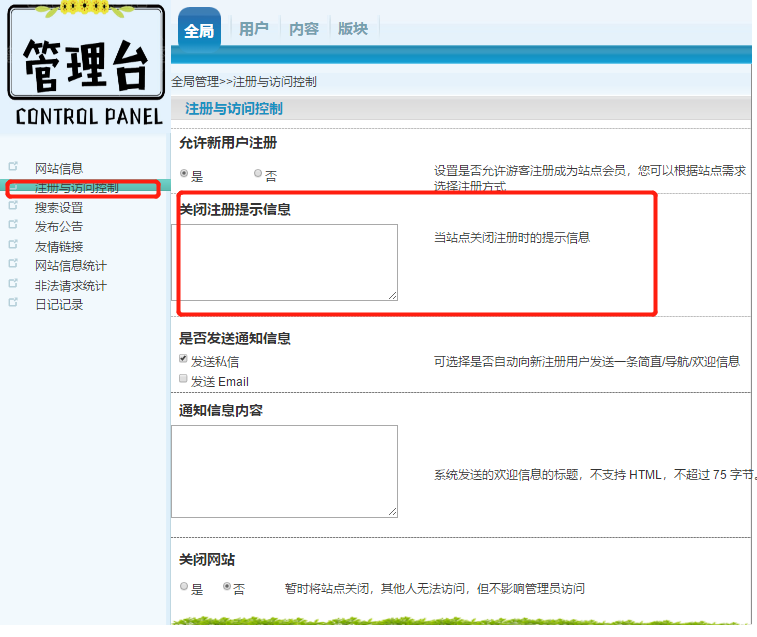 管理台
CONTROL PANEL
全局
用户
内容
版块
全局管理>>注册与访问控制
注册与访问控制
网站信息
注册与访问控制
搜索设置
发布公告
友情链接
网站信息统计
非法请求统计
日记记录
允许新用户注册
是
否
设置是否允许游客注册成为站点会员，您可以根据站点需求
选择注册方式
关闭注册提示信息
当站点关闭注册时的提示信息
是否发送通知信息
发送私信
发送 Email
可选择是否自动向新注册用户发送一条简直/导航/欢迎信息
通知信息内容
系统发送的欢迎信息的标题，不支持 HTML，不超过 75 字节。
关闭网站
是
否
暂时将站点关闭，其他人无法访问，但不影响管理员访问